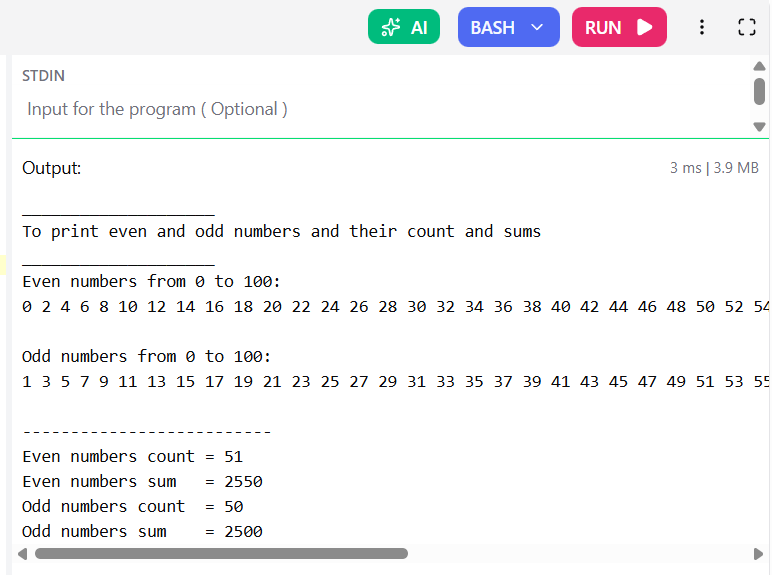 AI BASH RUN
STDIN
Input for the program ( Optional )
Output: 3 ms | 3.9 MB
____________________
To print even and odd numbers and their count and sums
____________________
Even numbers from 0 to 100:
0 2 4 6 8 10 12 14 16 18 20 22 24 26 28 30 32 34 36 38 40 42 44 46 48 50 52 54
Odd numbers from 0 to 100:
1 3 5 7 9 11 13 15 17 19 21 23 25 27 29 31 33 35 37 39 41 43 45 47 49 51 53 55
--------------------------
Even numbers count = 51
Even numbers sum   = 2550
Odd numbers count  = 50
Odd numbers sum    = 2500